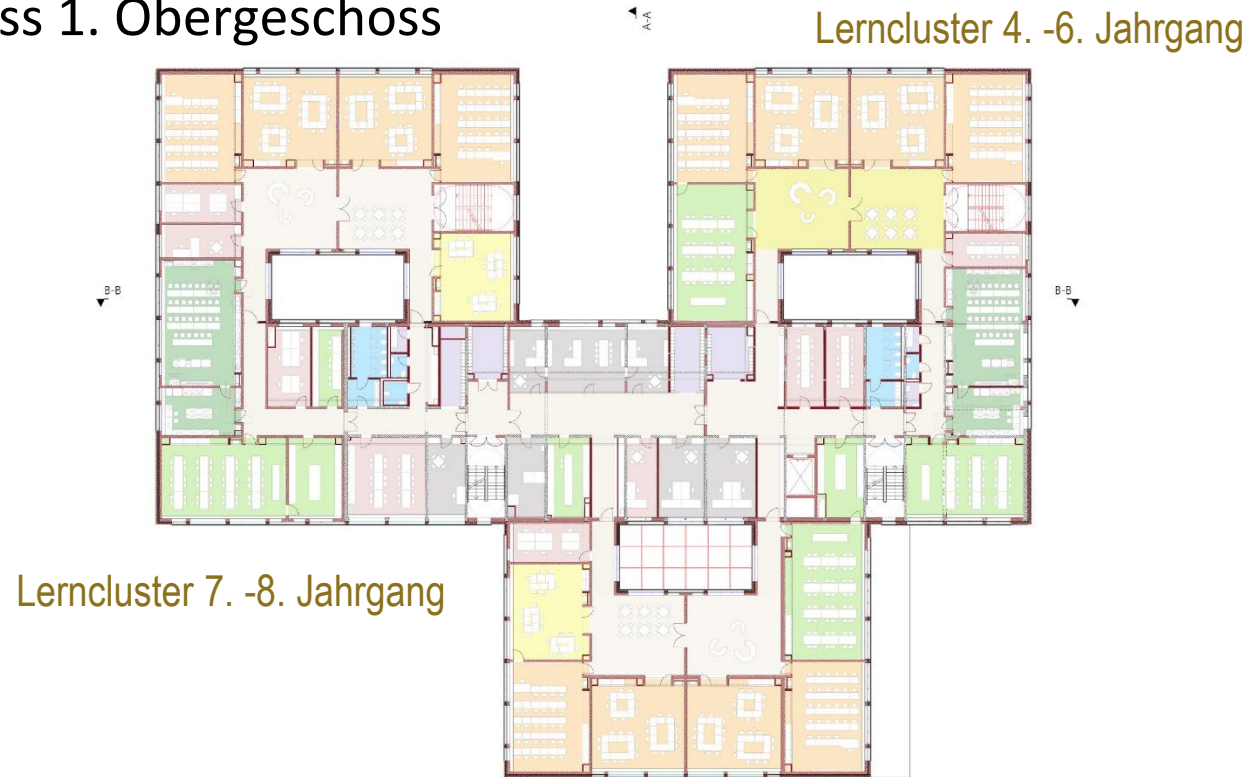 ss 1. Obergeschoss
A-A
Lerncluster 4. -6. Jahrgang
B-B
B-B
Lerncluster 7. -8. Jahrgang